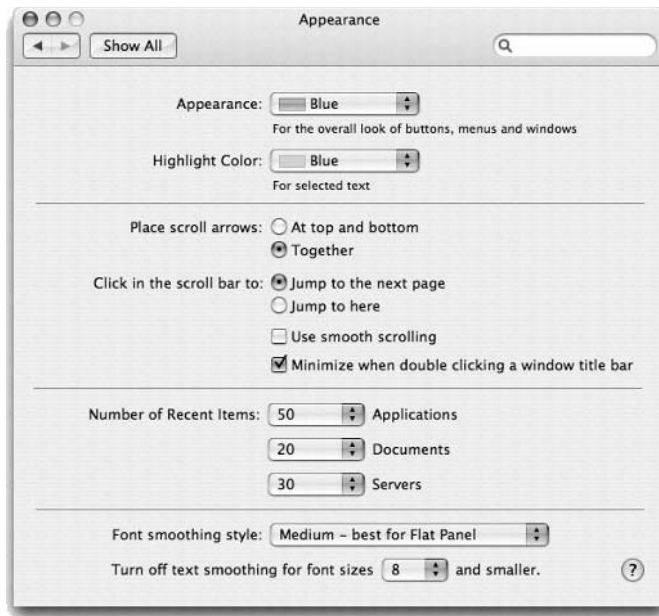 Appearance
Show All
Appearance: Blue
For the overall look of buttons, menus and windows
Highlight Color: Blue
For selected text
Place scroll arrows: At top and bottom
Together
Click in the scroll bar to: Jump to the next page
Jump to here
Use smooth scrolling
Minimize when double clicking a window title bar
Number of Recent Items: 50 Applications
20 Documents
30 Servers
Font smoothing style: Medium – best for Flat Panel
Turn off text smoothing for font sizes 8 and smaller. ?